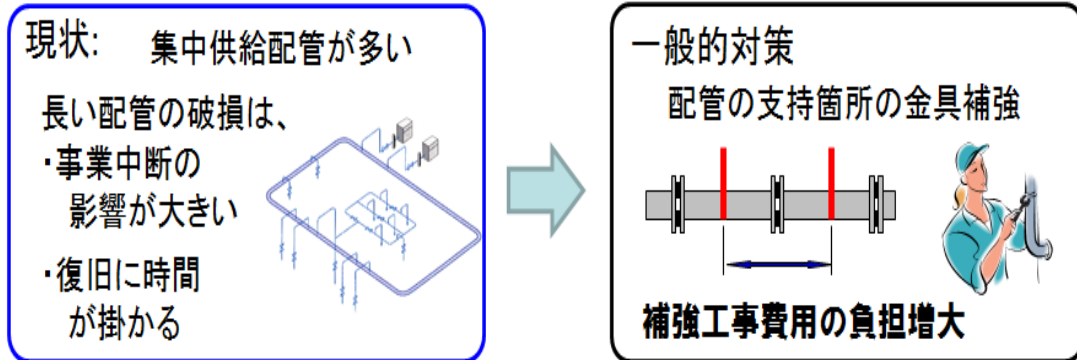 現状: 集中供給配管が多い
長い配管の破損は、
・事業中断の
影響が大きい
・復旧に時間
が掛かる
一般的対策
配管の支持箇所の金具補強
補強工事費用の負担増大